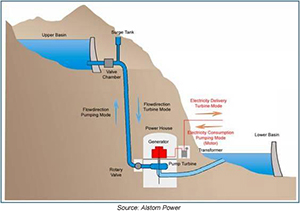 Upper Basin
Surge Tank
Valve
Chamber
Flowdirection
Pumping Mode
Flowdirection
Turbine Mode
Electricity Delivery
Turbine Mode
Electricity Consumption
Pumping Mode
(Motor)
Power House
Generator
Transformer
Lower Basin
Rotary
Valve
Pump Turbine
Source: Alstom Power